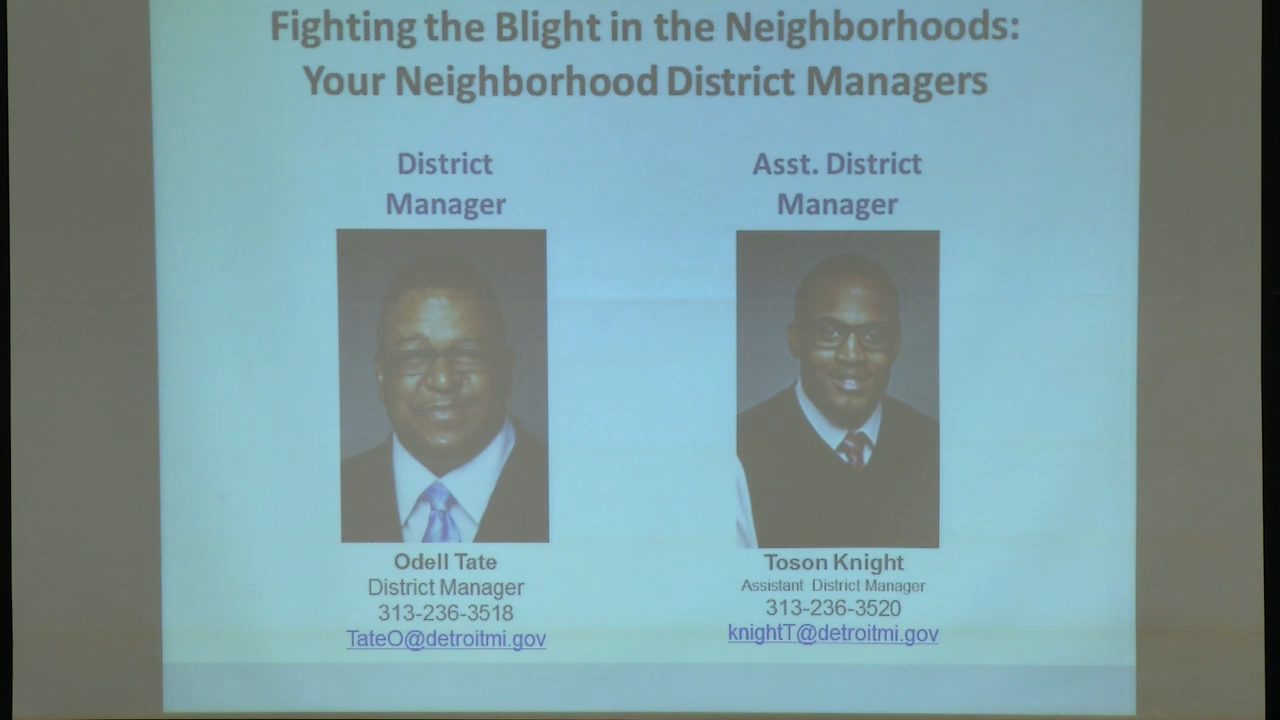 Fighting the Blight in the Neighborhoods:
Your Neighborhood District Managers
District
Manager
Asst. District
Manager
Odell Tate
District Manager
313-236-3518
TateO@detroitmi.gov
Toson Knight
Assistant District Manager
313-236-3520
knightT@detroitmi.gov